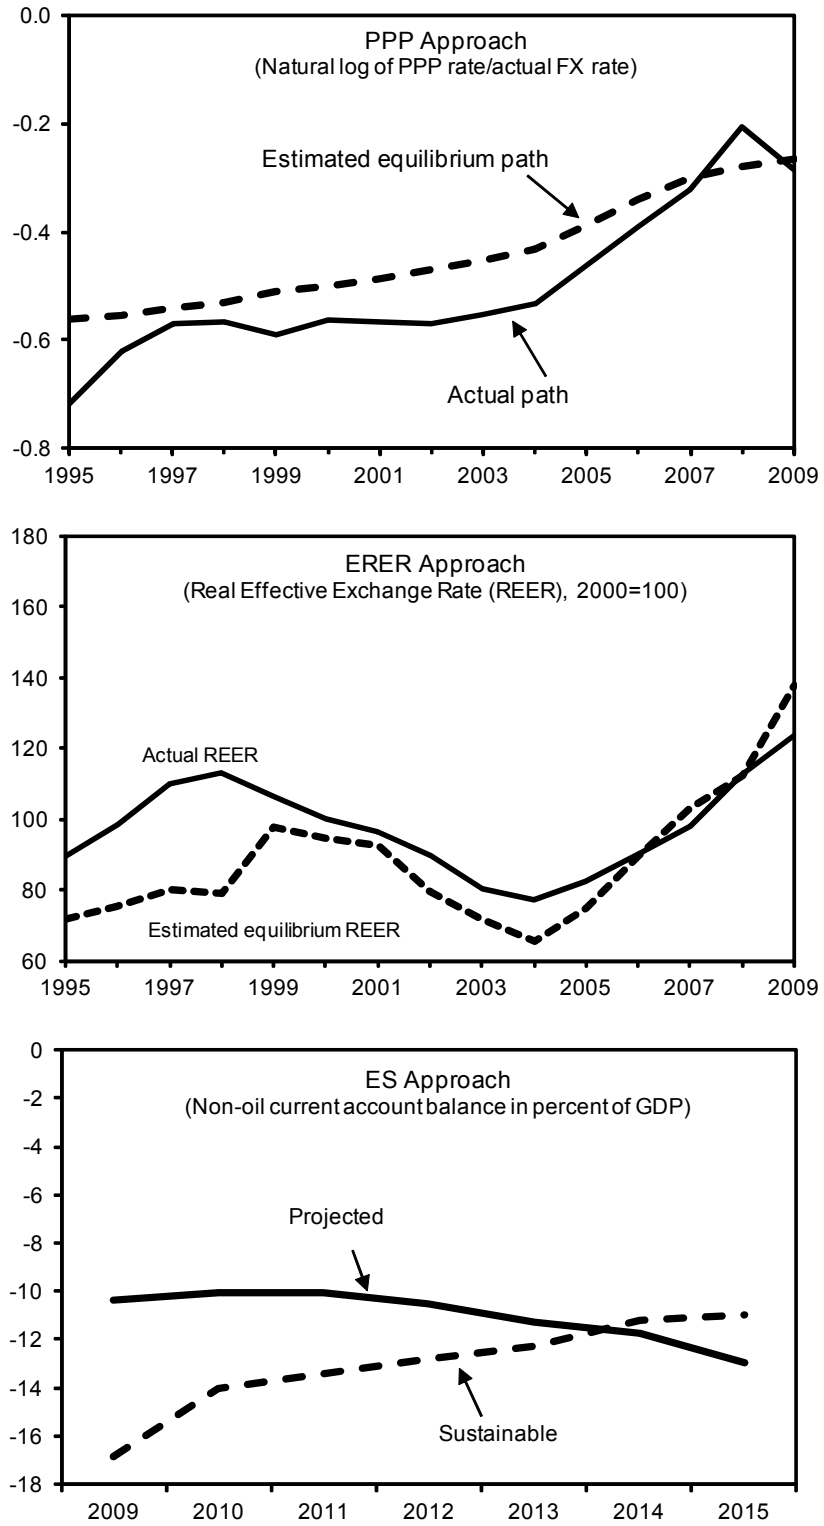 0.0
PPP Approach
(Natural log of PPP rate/actual FX rate)
-0.2
Estimated equilibrium path
-0.4
-0.6
Actual path
-0.8
1995 1997 1999 2001 2003 2005 2007 2009
180
ERER Approach
(Real Effective Exchange Rate (REER), 2000=100)
160
140
Actual REER
120
100
80
Estimated equilibrium REER
60
1995 1997 1999 2001 2003 2005 2007 2009
0
ES Approach
(Non-oil current account balance in percent of GDP)
-2
-4
-6
Projected
-8
-10
-12
-14
Sustainable
-16
-18
2009 2010 2011 2012 2013 2014 2015